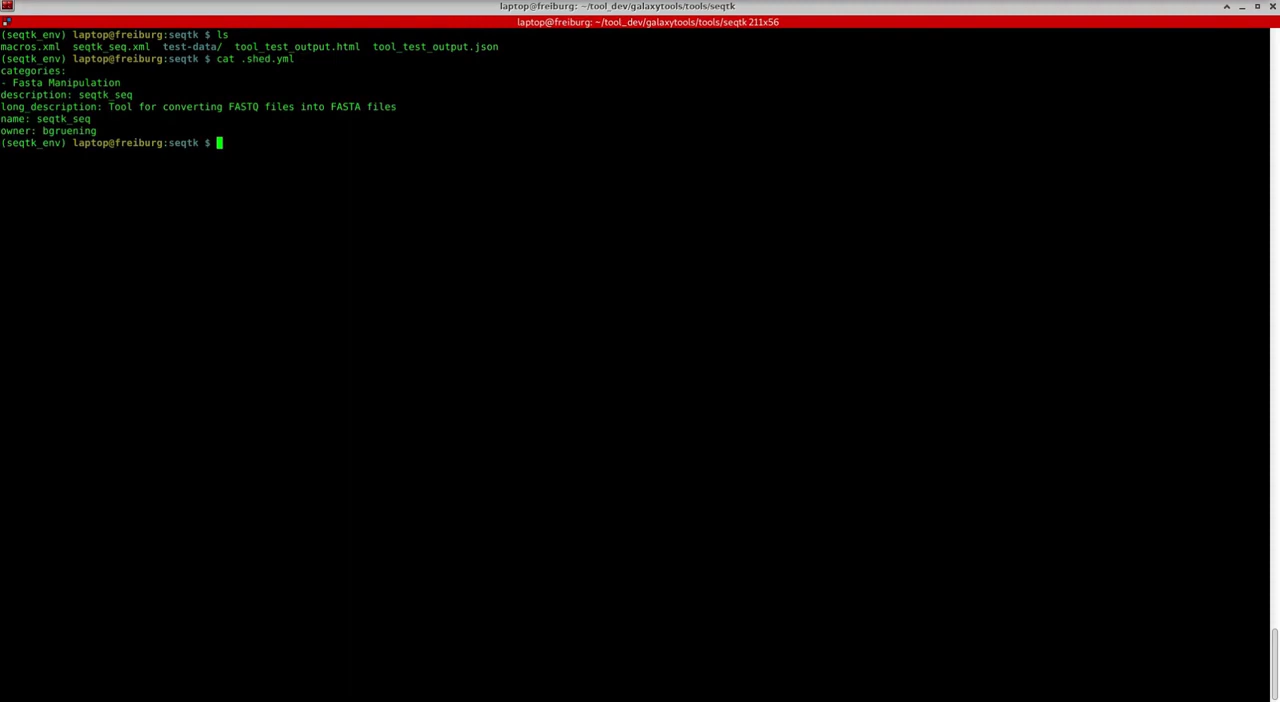 laptop@freiburg: ~/tool_dev/galaxytools/tools/seqtk
laptop@freiburg: ~/tool_dev/galaxytools/tools/seqtk 211x56
(seqtk_env) laptop@freiburg:seqtk $ ls
macros.xml  seqtk_seq.xml  test-data/  tool_test_output.html  tool_test_output.json
(seqtk_env) laptop@freiburg:seqtk $ cat .shed.yml
categories:
- Fasta Manipulation
description: seqtk_seq
long_description: Tool for converting FASTQ files into FASTA files
name: seqtk_seq
owner: bgruening
(seqtk_env) laptop@freiburg:seqtk $